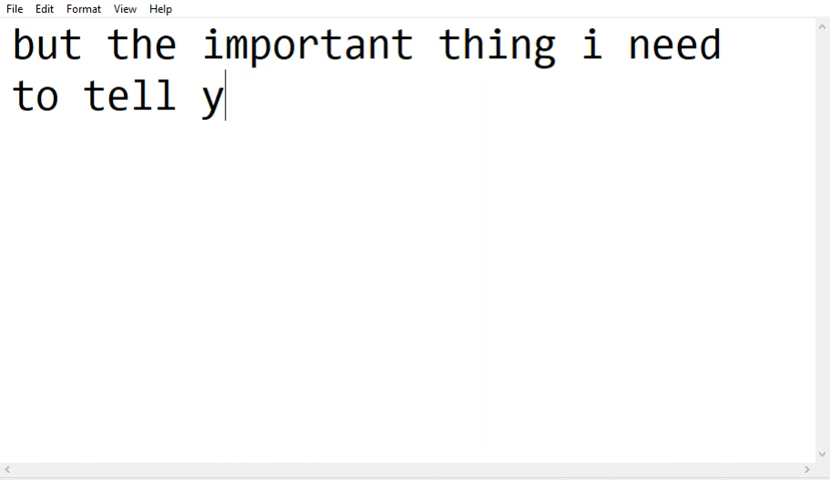 File Edit Format View Help
but the important thing i need
to tell y